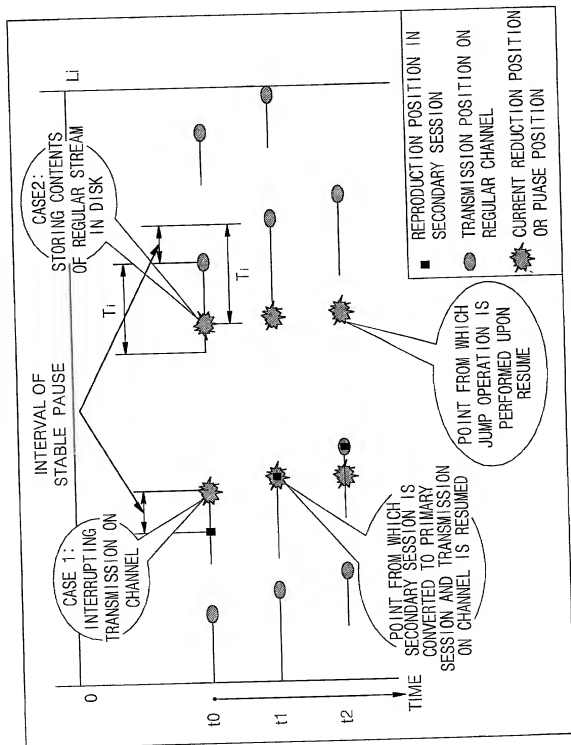 INTERVAL OF
STABLE PAUSE
CASE 1:
INTERRUPTING
TRANSMISSION ON
CHANNEL
CASE2:
STORING CONTENTS
OF REGULAR STREAM
IN DISK
0
Li
Ti
Ti
t0
t1
t2
TIME
POINT FROM WHICH
SECONDARY SESSION IS
CONVERTED TO PRIMARY
SESSION AND TRANSMISSION
ON CHANNEL IS RESUMED
POINT FROM WHICH
JUMP OPERATION IS
PERFORMED UPON
RESUME
REPRODUCTION POSITION IN
SECONDARY SESSION
TRANSMISSION POSITION ON
REGULAR CHANNEL
CURRENT REDUCTION POSITION
OR PUASE POSITION